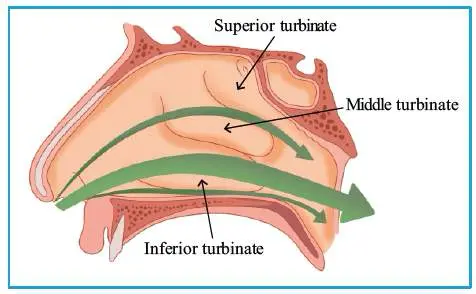 Superior turbinate
Middle turbinate
Inferior turbinate